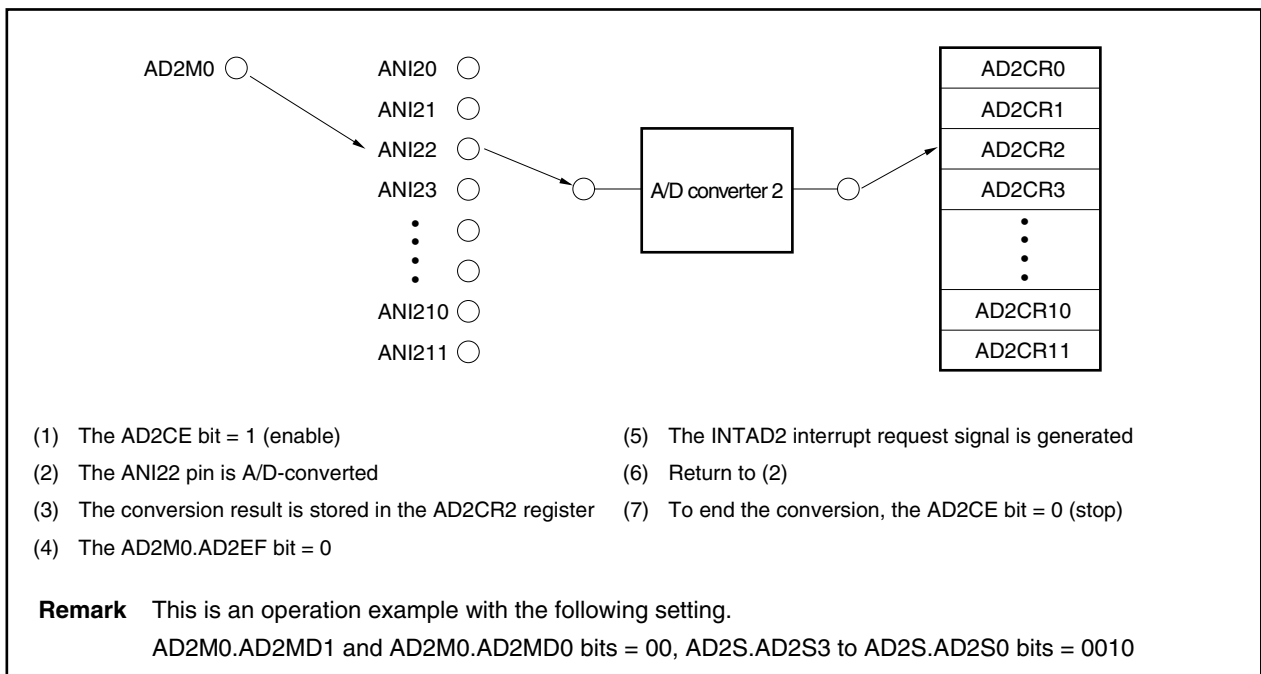 AD2M0
ANI20
ANI21
ANI22
ANI23
ANI210
ANI211
A/D converter 2
AD2CR0
AD2CR1
AD2CR2
AD2CR3
AD2CR10
AD2CR11
(1) The AD2CE bit = 1 (enable)
(2) The ANI22 pin is A/D-converted
(3) The conversion result is stored in the AD2CR2 register
(4) The AD2M0.AD2EF bit = 0
(5) The INTAD2 interrupt request signal is generated
(6) Return to (2)
(7) To end the conversion, the AD2CE bit = 0 (stop)
Remark This is an operation example with the following setting.
AD2M0.AD2MD1 and AD2M0.AD2MD0 bits = 00, AD2S.AD2S3 to AD2S.AD2S0 bits = 0010